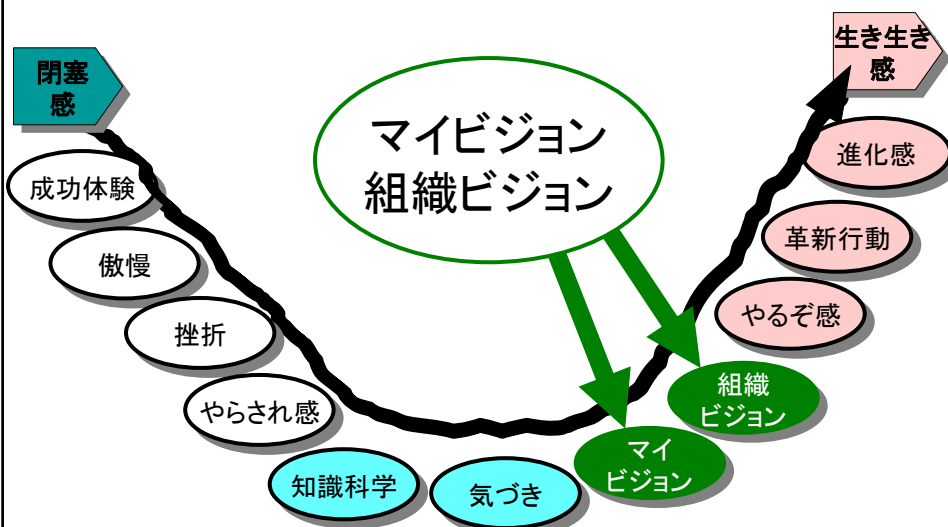 閉塞
感
生き生き
感
マイビジョン
組織ビジョン
成功体験
傲慢
挫折
やらされ感
知識科学
気づき
マイ
ビジョン
組織
ビジョン
やるぞ感
革新行動
進化感